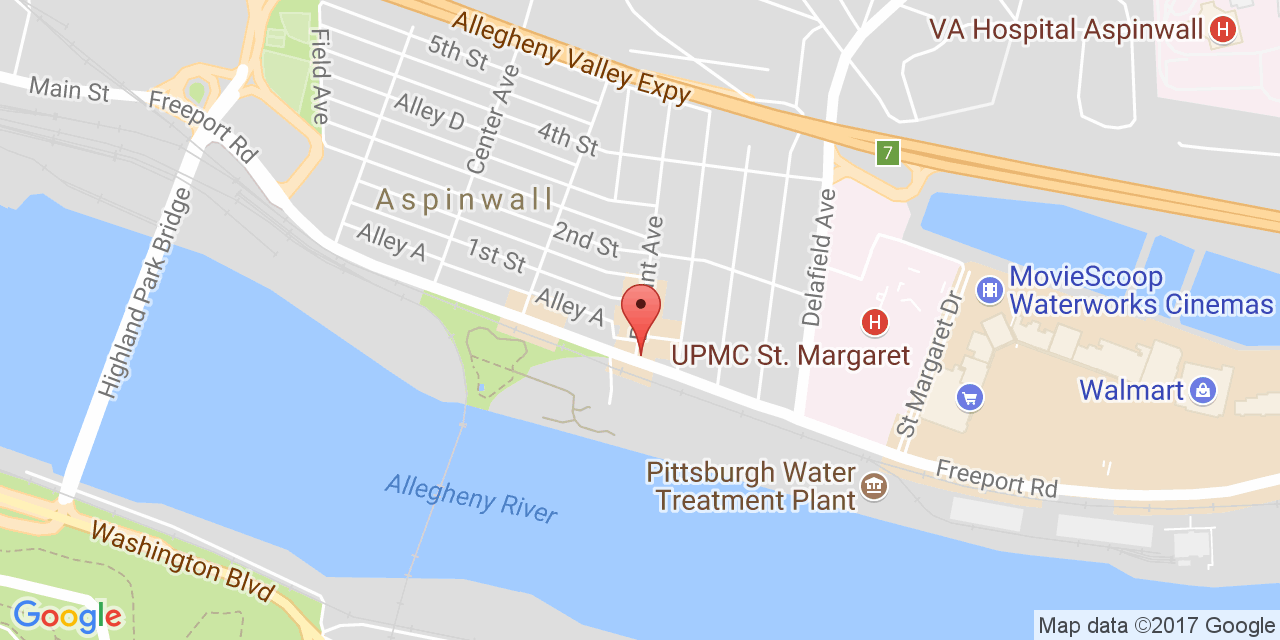 Allegheny Valley Expy
VA Hospital Aspinwall
H
Field Ave
5th St
Center Ave
Main St
Freeport Rd
Alley D
4th St
7
Aspinwall
Highland Park Bridge
Alley A
1st St
2nd St
Delafield Ave
MovieScoop
Waterworks Cinemas
Alley A
H
UPMC St. Margaret
St Margaret Dr
Walmart
Pittsburgh Water
Treatment Plant
Freeport Rd
Allegheny River
Washington Blvd
Google
Map data ©2017 Google